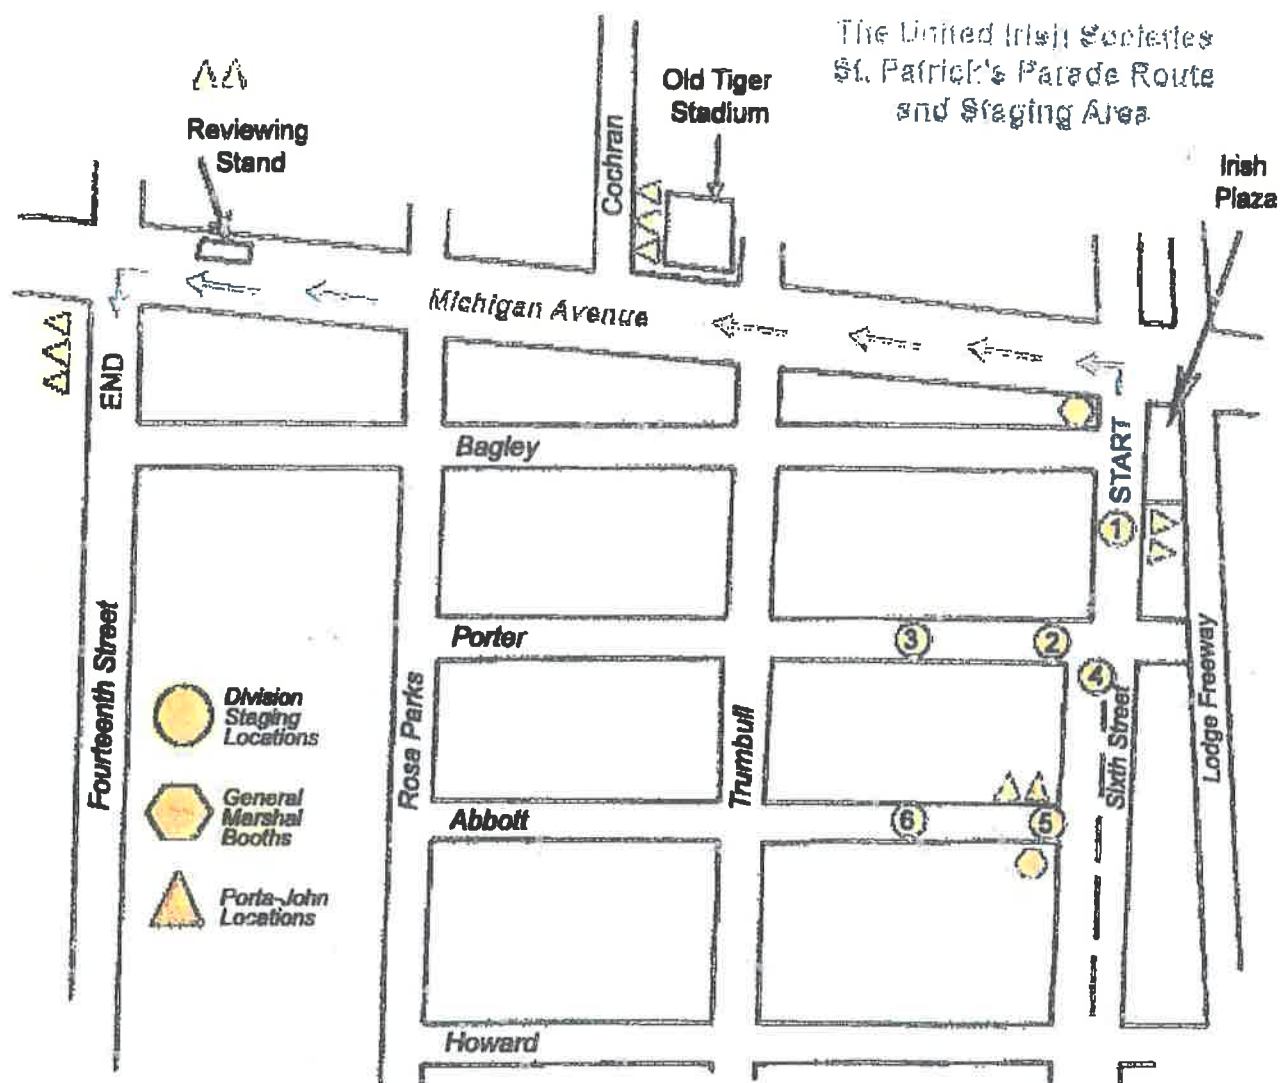 The United Irish Societies
St. Patrick's Parade Route
and Staging Area
Old Tiger
Stadium
Reviewing
Stand
Cochran
Irish
Plaza
Michigan Avenue
END
START
Bagley
1
Porter
3
2
4
Fourteenth Street
Rosa Parks
Trumbull
Sixth Street
Lodge Freeway
Division
Staging
Locations
General
Marshal
Booths
Porta-John
Locations
Abbott
6
5
Howard